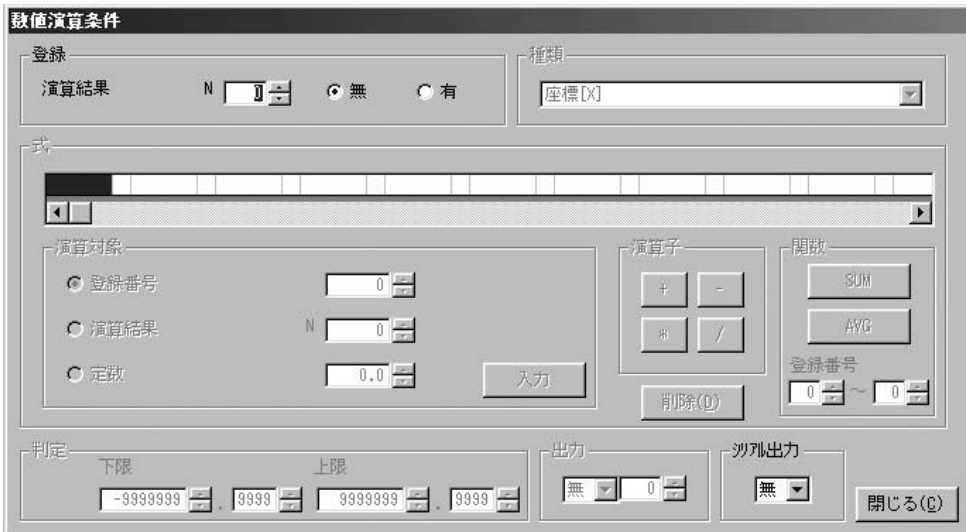 数値演算条件
登録
演算結果 N 0 無 有
種類
座標[X]
式
演算対象
登録番号 0
演算結果 N 0
定数 0.0
入力
演算子
+ -
* /
削除(D)
関数
SUM
AVG
登録番号
0 ~ 0
判定
下限 上限
-9999999 . 9999 9999999 . 9999
出力
無 0
シリアル出力
無
閉じる(C)